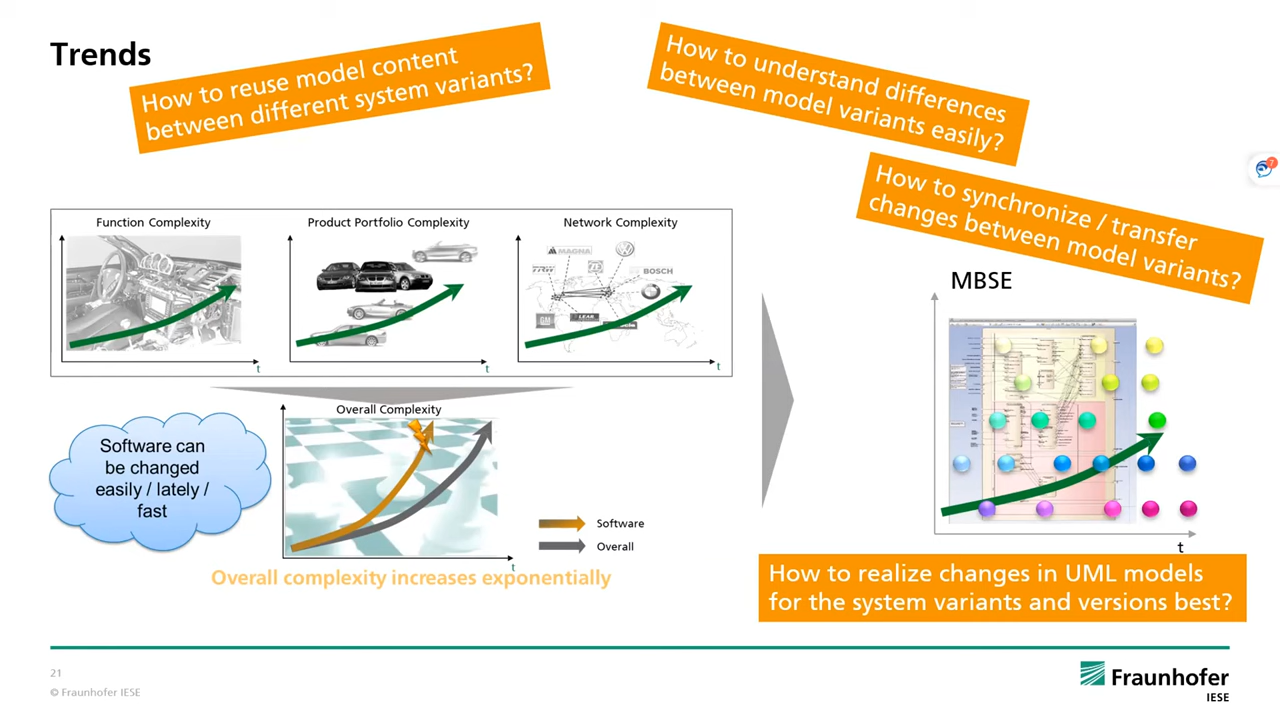 Trends
How to reuse model content
between different system variants?
How to understand differences
between model variants easily?
How to synchronize / transfer
changes between model variants?
7
Function Complexity
t
Product Portfolio Complexity
t
Network Complexity
MAGNA
TRW
BOSCH
GM
LEAR
t
MBSE
t
Overall Complexity
t
Software can
be changed
easily / lately /
fast
Software
Overall
Overall complexity increases exponentially
How to realize changes in UML models
for the system variants and versions best?
21
© Fraunhofer IESE
Fraunhofer
IESE